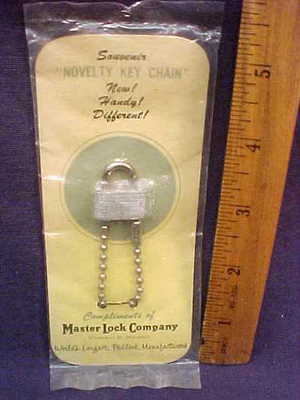 Souvenir
"NOVELTY KEY CHAIN"
New!
Handy!
Different!
Compliments of
Master Lock Company
World's Largest Padlock Manufacturers
5
4
3
2
1